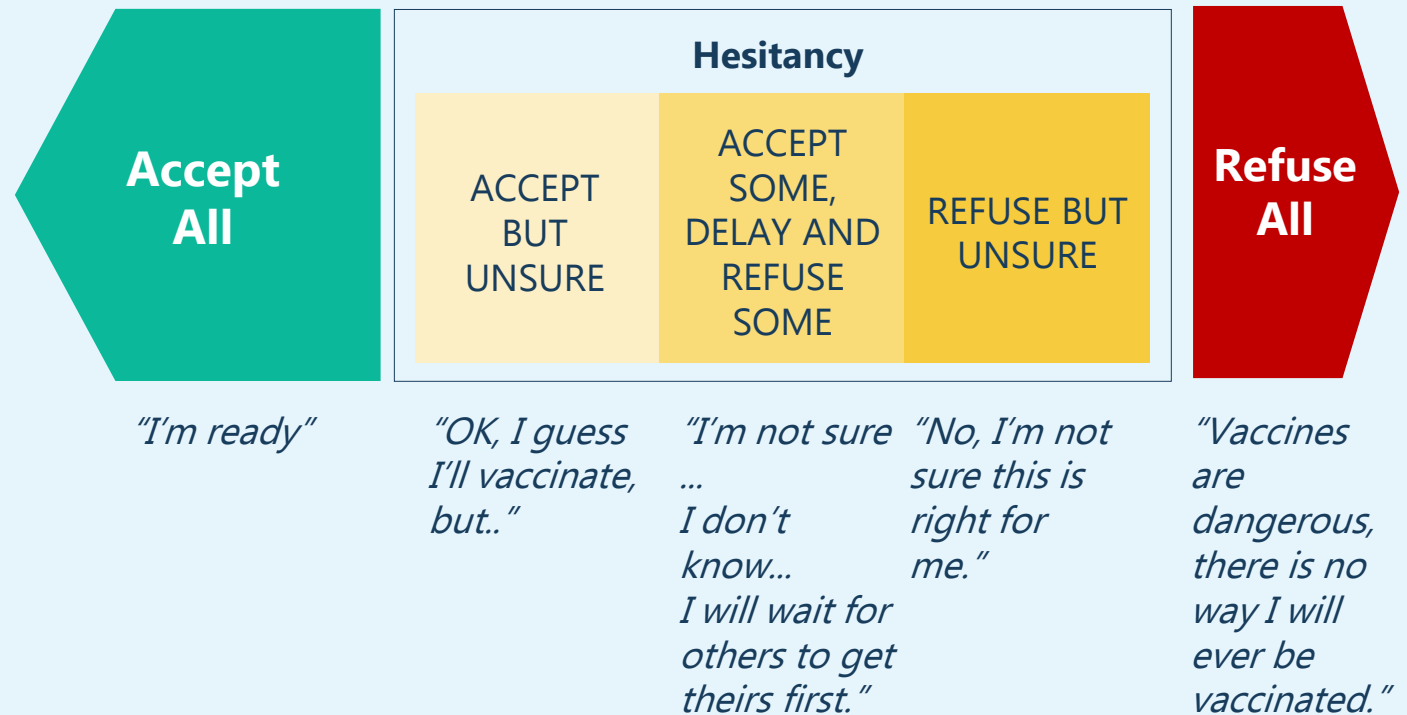 Accept
All
Hesitancy
ACCEPT
BUT
UNSURE
ACCEPT
SOME,
DELAY AND
REFUSE
SOME
REFUSE BUT
UNSURE
Refuse
All
“I’m ready”
“OK, I guess
I’ll vaccinate,
but..”
“I’m not sure
...
I don’t
know...
I will wait for
others to get
theirs first.”
“No, I’m not
sure this is
right for
me.”
“Vaccines
are
dangerous,
there is no
way I will
ever be
vaccinated.”